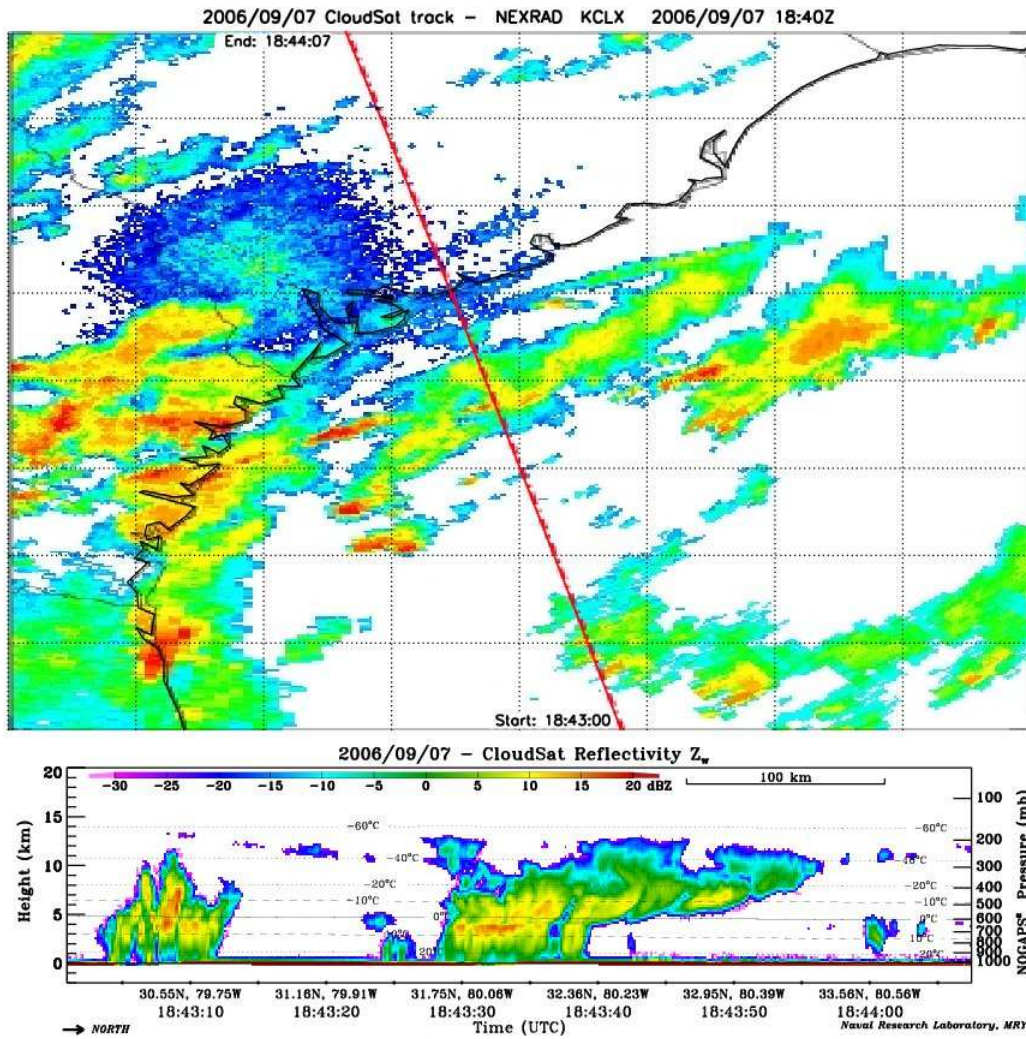 2006/09/07 CloudSat track - NEXRAD KCLX 2006/09/07 18:40Z
End: 18:44:07
Start: 18:43:00
2006/09/07 - CloudSat Reflectivity Zw
20
-30 -25 -20 -15 -10 -5 0 5 10 15 20 dBZ
100 km
100
15
-60°C -60°C
200
10
-40°C -40°C
300
-20°C -20°C -20°C
400
-10°C -10°C -10°C
500
5
0°C 0°C 0°C
600
700
10°C 10°C 10°C
800
20°C 20°C
0
1000
Height (km)
NOGAPS* Pressure (mb)
30.55N, 79.75W 31.16N, 79.91W 31.75N, 80.06W 32.36N, 80.23W 32.95N, 80.39W 33.56N, 80.56W
18:43:10 18:43:20 18:43:30 18:43:40 18:43:50 18:44:00
→ NORTH
Time (UTC)
Naval Research Laboratory, MRY